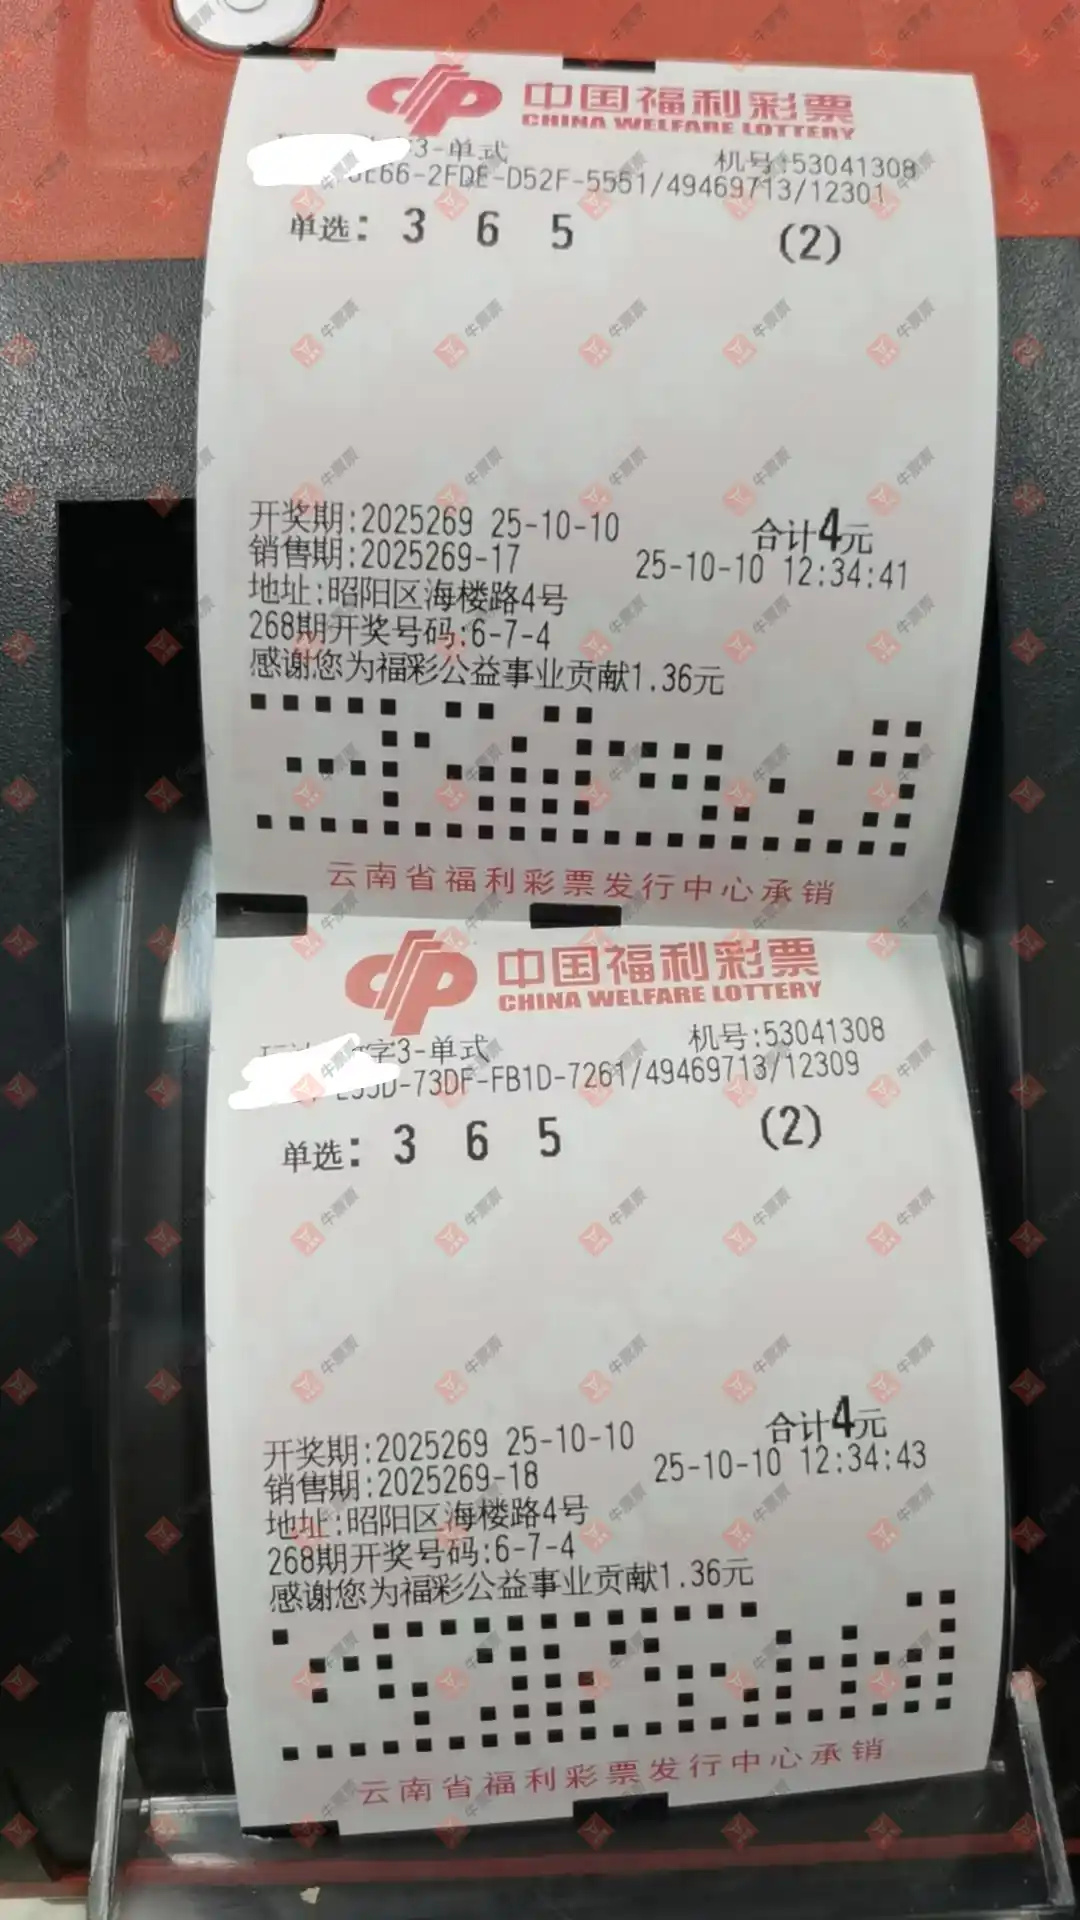 中国福利彩票
CHINA WELFARE LOTTERY
3-单式 机号:53041308
E66-2FDE-D52F-5551/49469713/12301
单选: 3 6 5 (2)
开奖期:2025269 25-10-10 合计4元
销售期:2025269-17 25-10-10 12:34:41
地址:昭阳区海楼路4号
268期开奖号码:6-7-4
感谢您为福彩公益事业贡献1.36元
云南省福利彩票发行中心承销
中国福利彩票
CHINA WELFARE LOTTERY
字3-单式 机号:53041308
-73DF-FB1D-7261/49469713/12309
单选: 3 6 5 (2)
开奖期:2025269 25-10-10 合计4元
销售期:2025269-18 25-10-10 12:34:43
地址:昭阳区海楼路4号
268期开奖号码:6-7-4
感谢您为福彩公益事业贡献1.36元
云南省福利彩票发行中心承销
牛票票